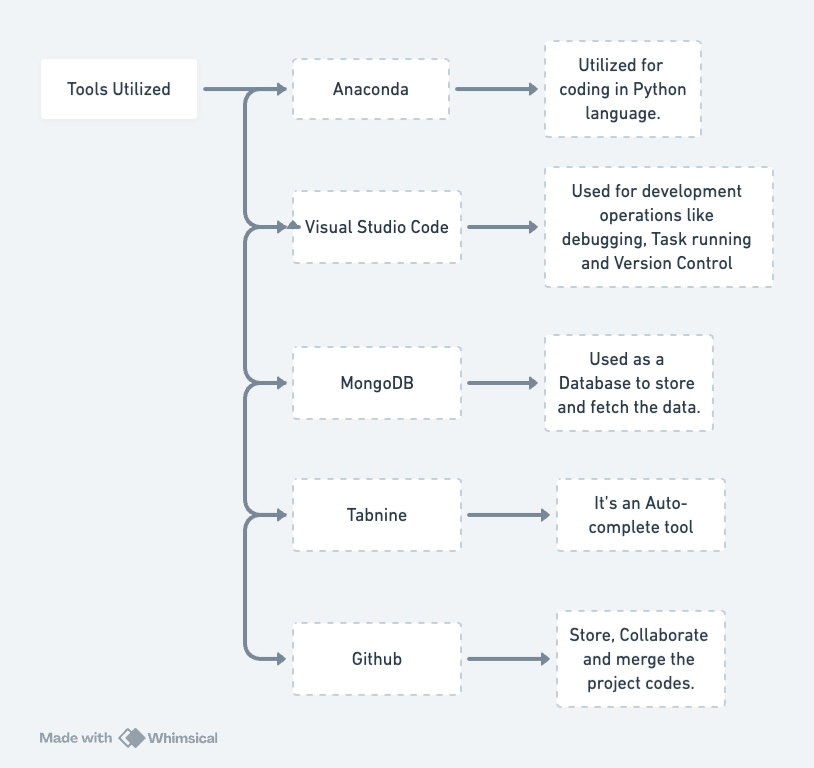 Tools Utilized
Anaconda
Utilized for
coding in Python
language.
Visual Studio Code
Used for development
operations like
debugging, Task running
and Version Control
MongoDB
Used as a
Database to store
and fetch the data.
Tabnine
It's an Auto-
complete tool
Github
Store, Collaborate
and merge the
project codes.
Made with Whimsical